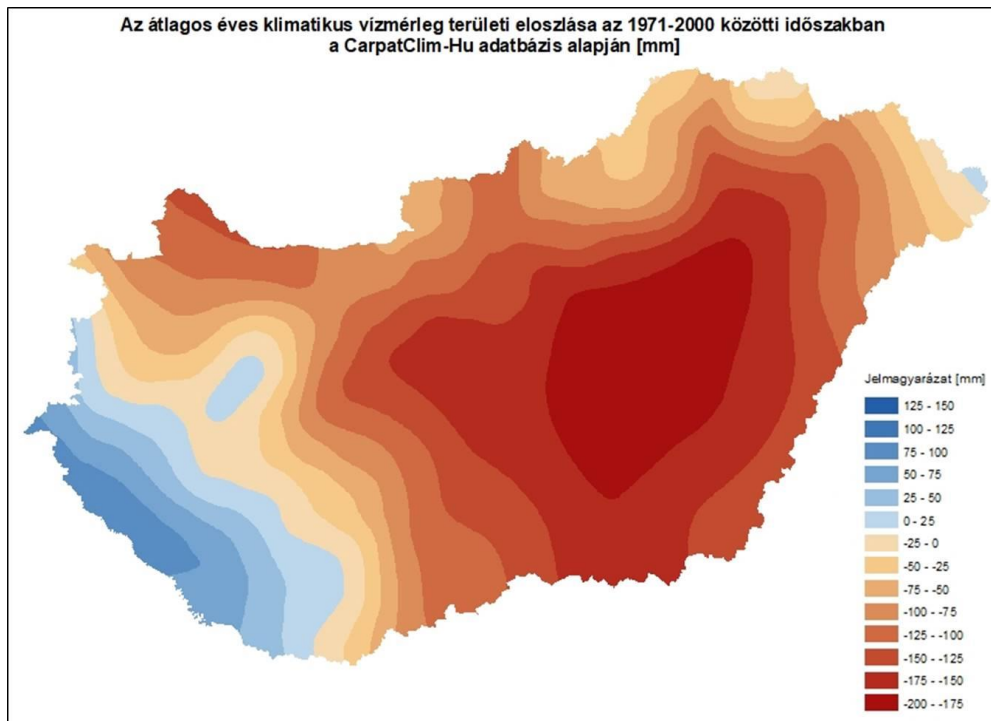 Az átlagos éves klimatikus vízmérleg területi eloszlása az 1971-2000 közötti időszakban
a CarpatClim-Hu adatbázis alapján [mm]
Jelmagyarázat [mm]
125 - 150
100 - 125
75 - 100
50 - 75
25 - 50
0 - 25
-25 - 0
-50 - -25
-75 - -50
-100 - -75
-125 - -100
-150 - -125
-175 - -150
-200 - -175